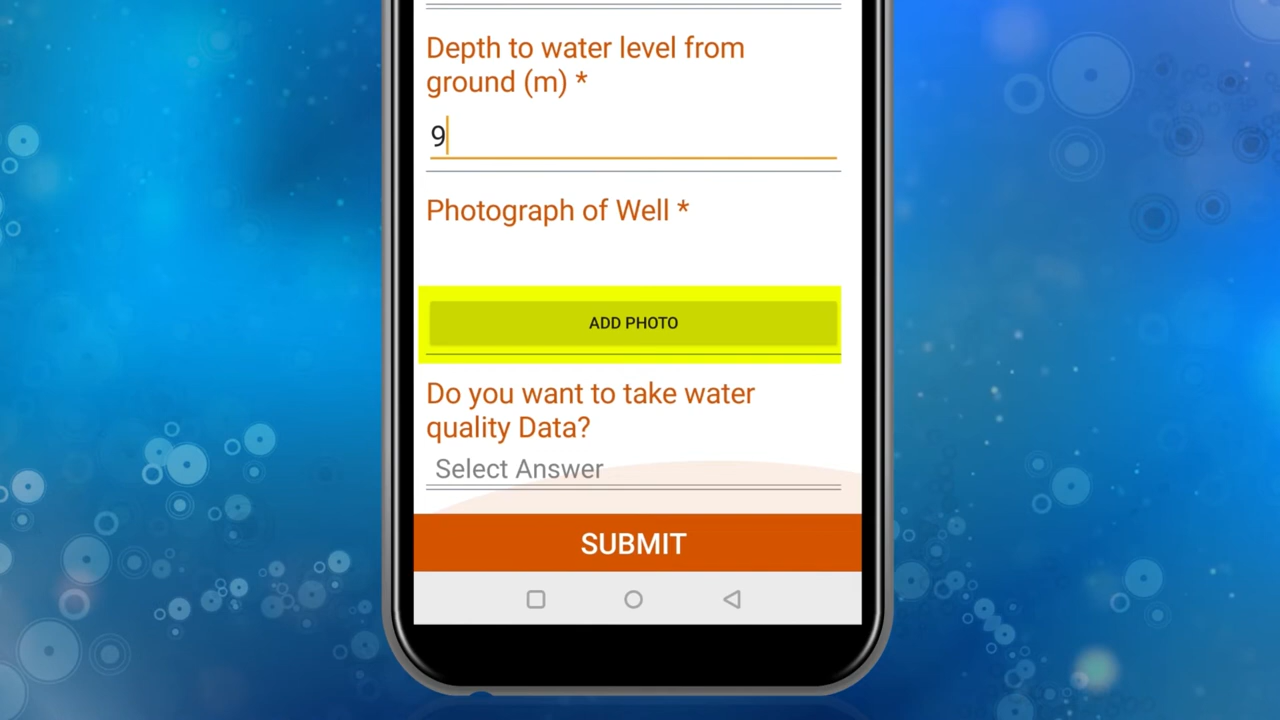 Depth to water level from
ground (m) *
9
Photograph of Well *
ADD PHOTO
Do you want to take water
quality Data?
Select Answer
SUBMIT